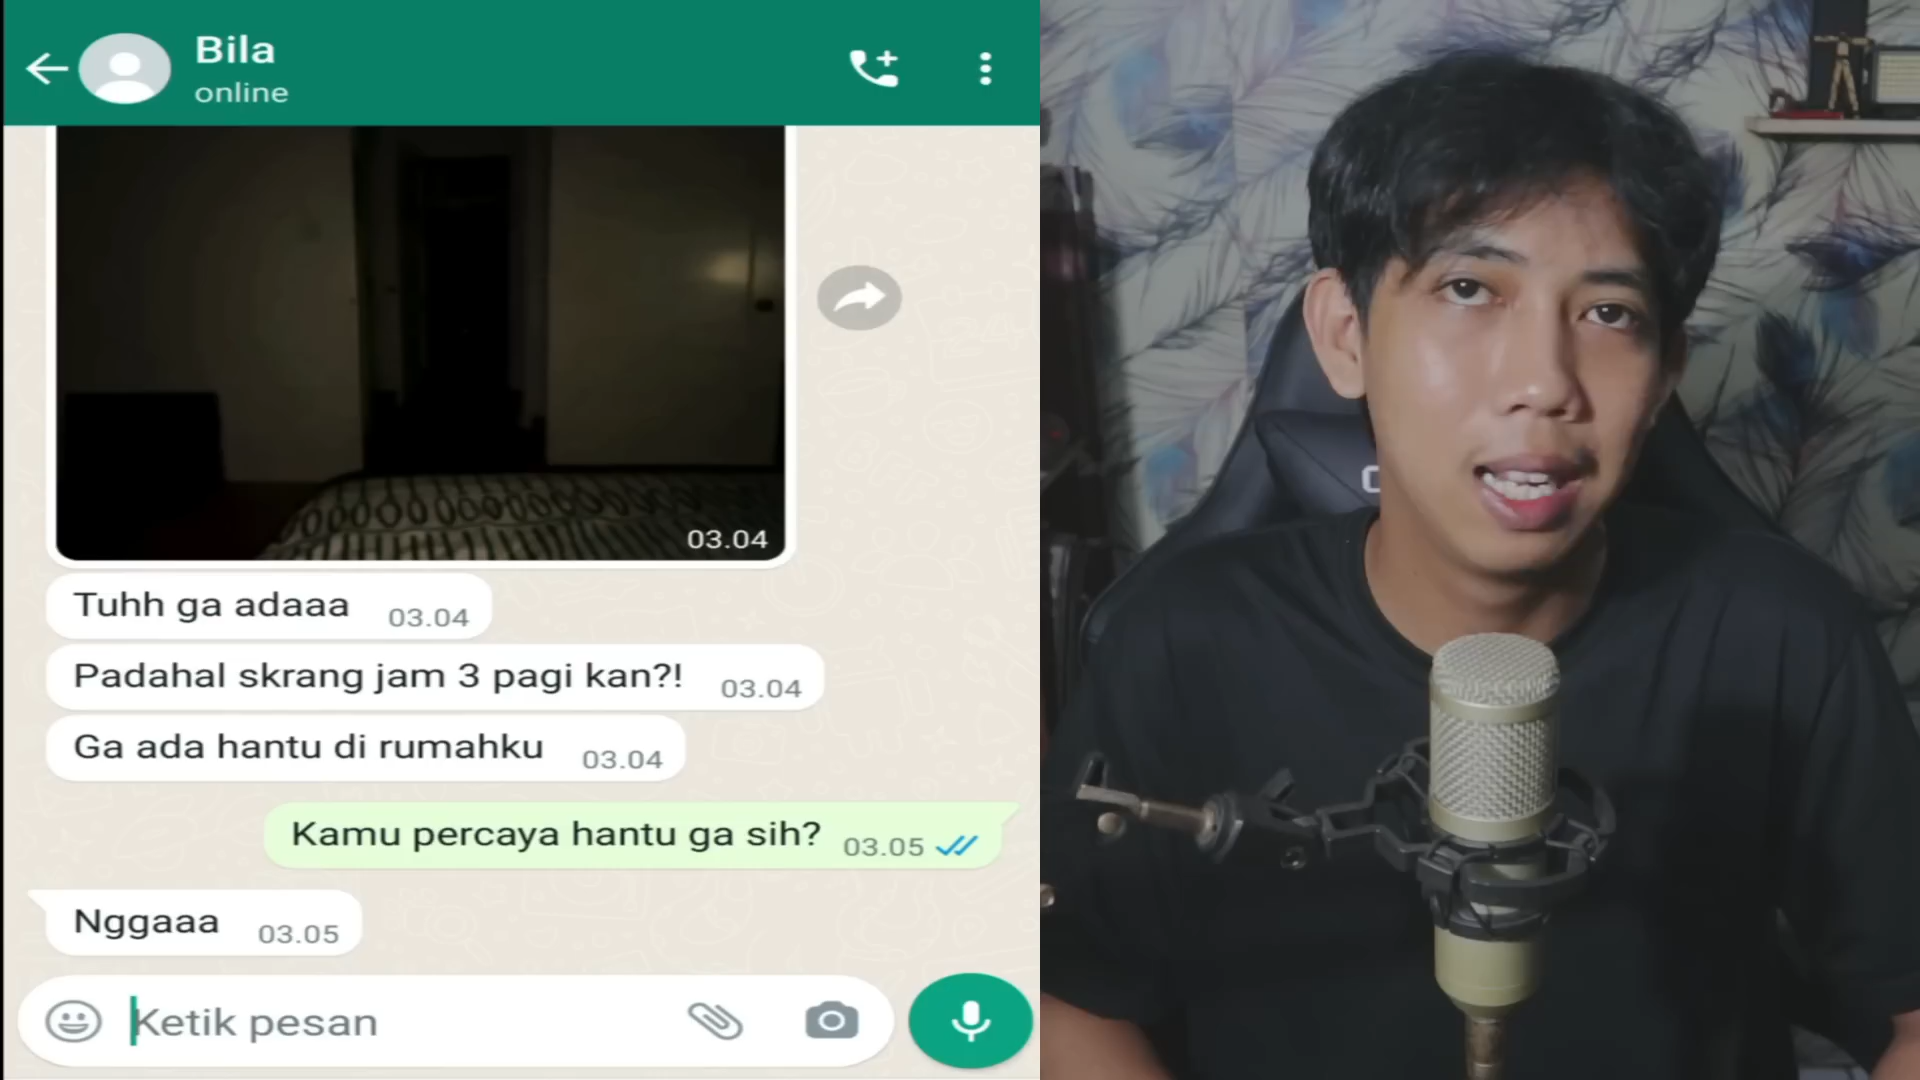 Bila
online
03.04
Tuhh ga adaaa 03.04
Padahal skrang jam 3 pagi kan?! 03.04
Ga ada hantu di rumahku 03.04
Kamu percaya hantu ga sih? 03.05
Nggaaa 03.05
Ketik pesan